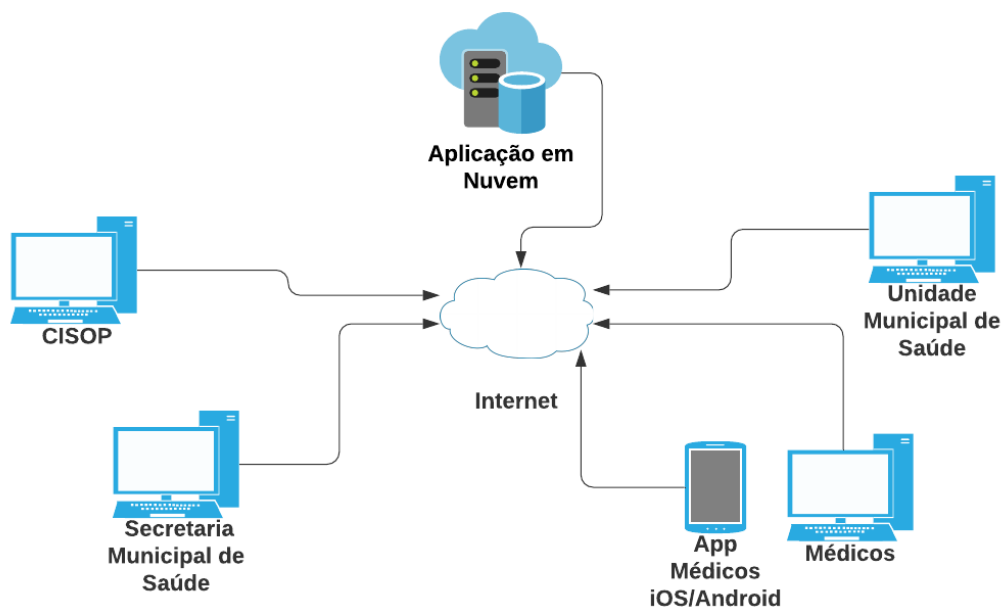 Aplicação em
Nuvem
CISOP
Unidade
Municipal de
Saúde
Internet
Secretaria
Municipal de
Saúde
App
Médicos
iOS/Android
Médicos